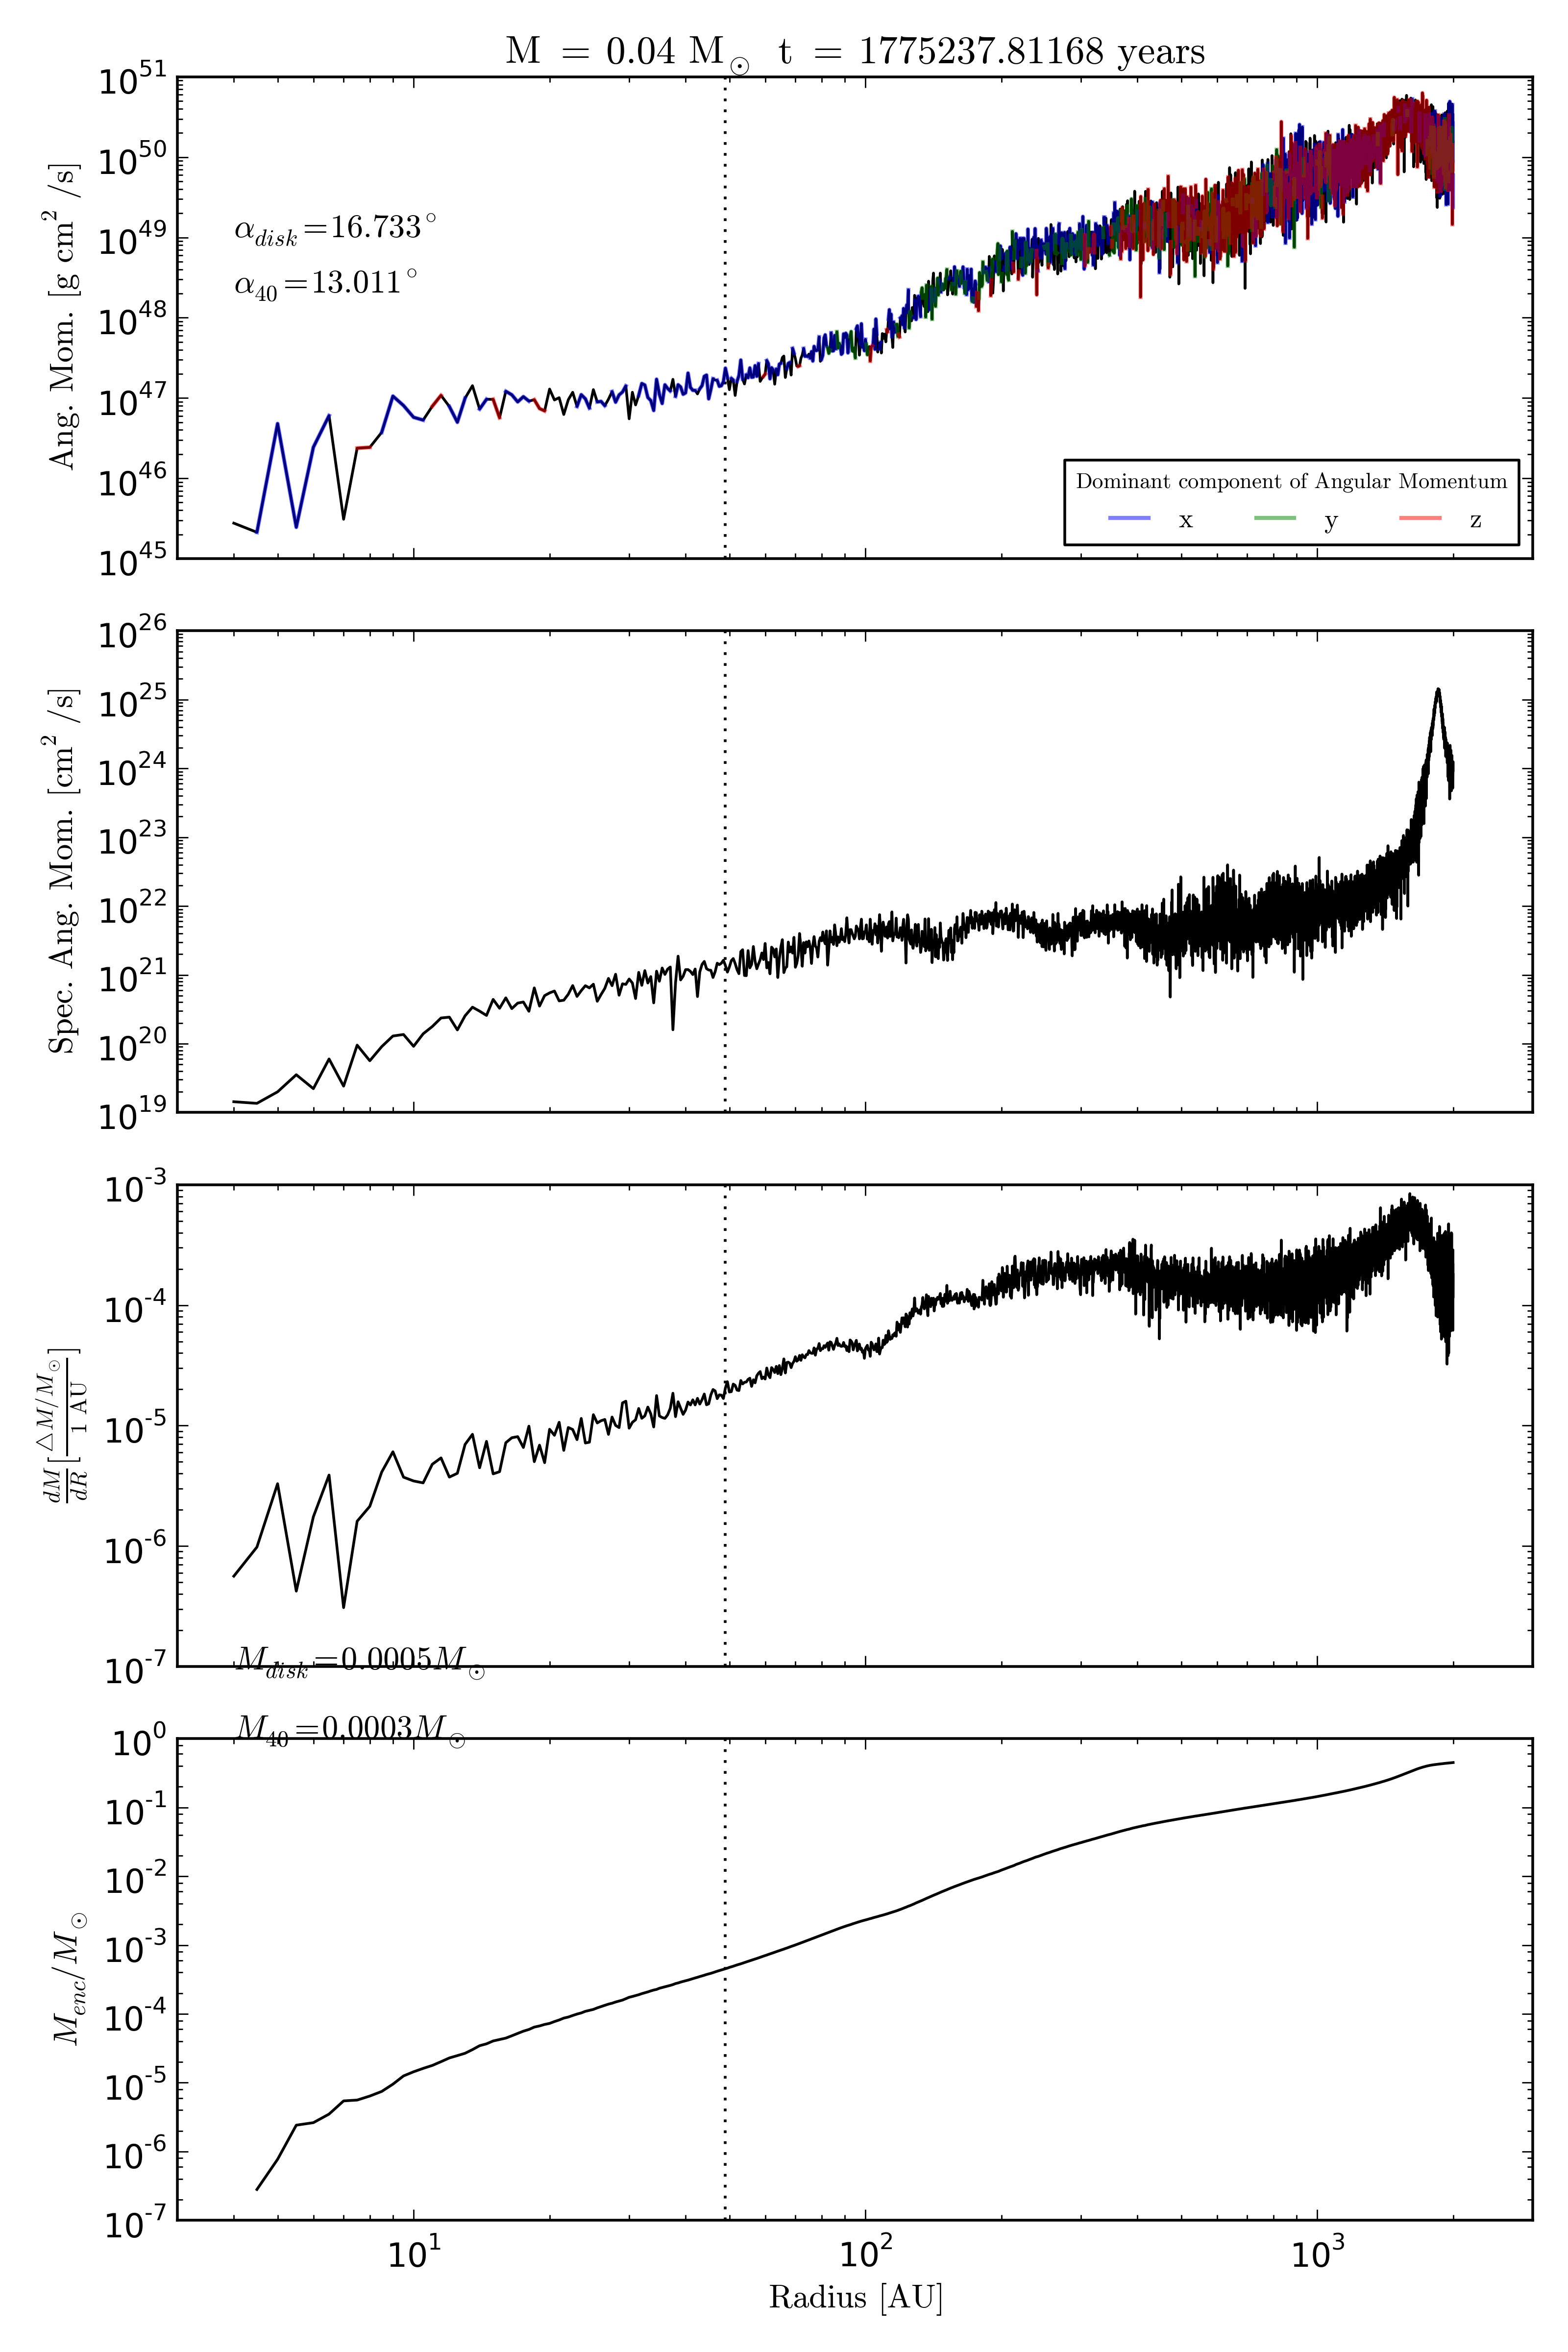 M = 0.04 M⊙ t = 1775237.81168 years
10^51
10^50
10^49
10^48
10^47
10^46
10^45
Ang. Mom. [g cm^2 /s]
α_disk=16.733°
α_40=13.011°
Dominant component of Angular Momentum
x y z
10^26
10^25
10^24
10^23
10^22
10^21
10^20
10^19
Spec. Ang. Mom. [cm^2 /s]
10^-3
10^-4
10^-5
10^-6
10^-7
dM/dR [△M/M⊙ / 1 AU]
M_disk=0.0005M⊙
M_40=0.0003M⊙
10^0
10^-1
10^-2
10^-3
10^-4
10^-5
10^-6
10^-7
M_enc/M⊙
10^1 10^2 10^3
Radius [AU]